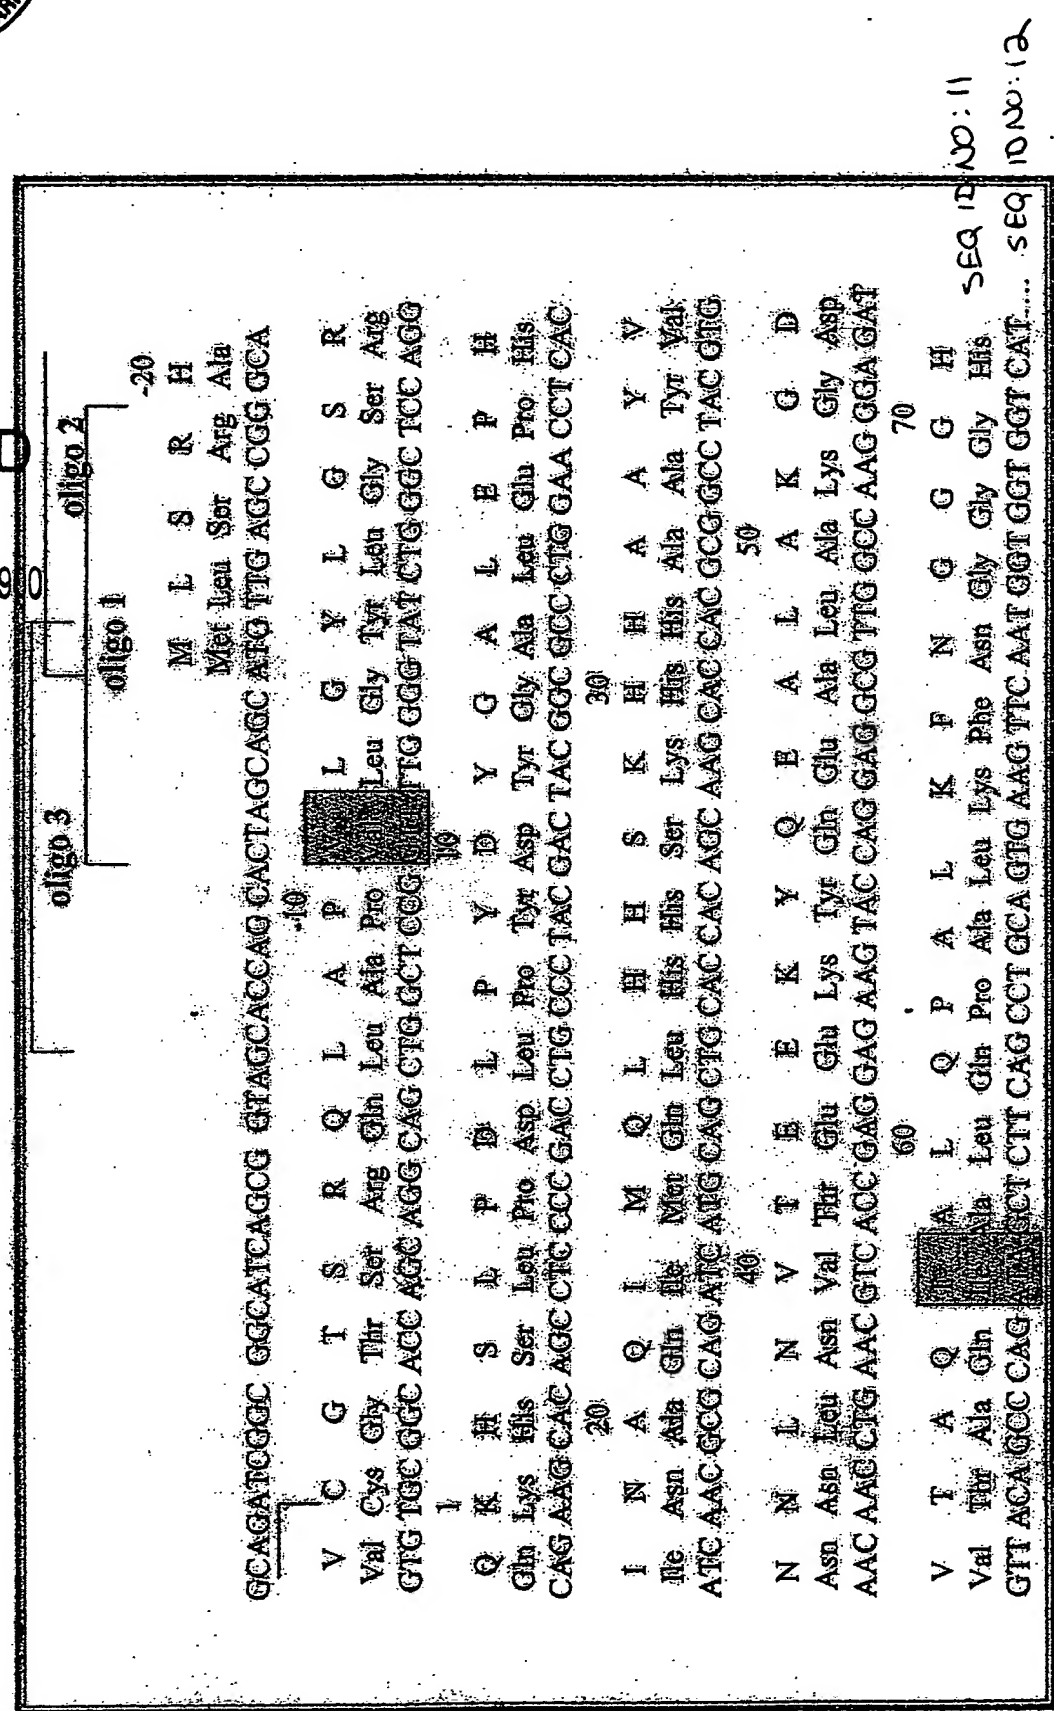 oligo 3
oligo 2
oligo 1
-20
M L S R H
Met Leu Ser Arg Ala
GCAGATCGGC GGCATCAGCG GTAGCACCAG CACTAGCAGC ATG TTG AGC CGG GCA
-10
V C G T S R Q L A P L G Y L G S R
Val Cys Gly Thr Ser Arg Gln Leu Ala Pro Leu Gly Tyr Leu Gly Ser Arg
GTG TGC GGC ACC AGC AGG CAG CTG GCT CCG TTG GGG TAT CTG GGC TCC AGG
1 10
Q K H S L P D L P Y D Y G A L E P H
Gln Lys His Ser Leu Pro Asp Leu Pro Tyr Asp Tyr Gly Ala Leu Glu Pro His
CAG AAG CAC AGC CTC CCC GAC CTG CCC TAC GAC TAC GGC GCC CTG GAA CCT CAC
20 30
I N A Q I M Q L H H S K H H A A Y V
Ile Asn Ala Gln Ile Met Gln Leu His His Ser Lys His His Ala Ala Tyr Val
ATC AAC GCG CAG ATC ATG CAG CTG CAC CAC AGC AAG CAC CAC GCG GCC TAC GTG
40 50
N N L N V T E E K Y Q E A L A K G D
Asn Asn Leu Asn Val Thr Glu Glu Lys Tyr Gln Glu Ala Leu Ala Lys Gly Asp
AAC AAC CTG AAC GTC ACC GAG GAG AAG TAC CAG GAG GCG TTG GCC AAG GGA GAT
60 70
V T A Q A L Q P A L K F N G G G H
Val Thr Ala Gln Ala Leu Gln Pro Ala Leu Lys Phe Asn Gly Gly Gly His
GTT ACA GCC CAG GCT CTT CAG CCT GCA GTG AAG TTC AAT GGT GGT GGT CAT.....
SEQ ID NO: 11
SEQ ID NO: 12